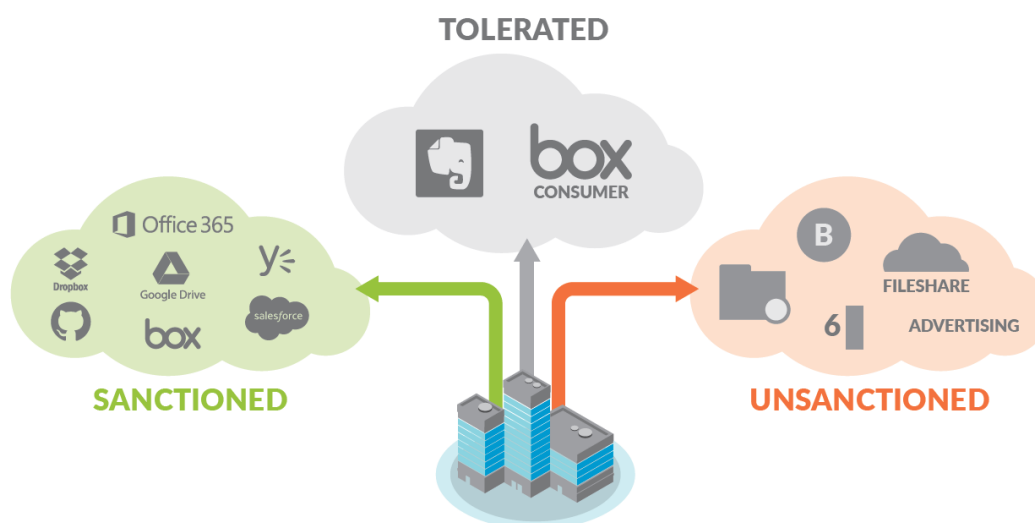 TOLERATED
box
CONSUMER
Office 365
Dropbox
Google Drive
salesforce
box
SANCTIONED
B
FILESHARE
6
ADVERTISING
UNSANCTIONED